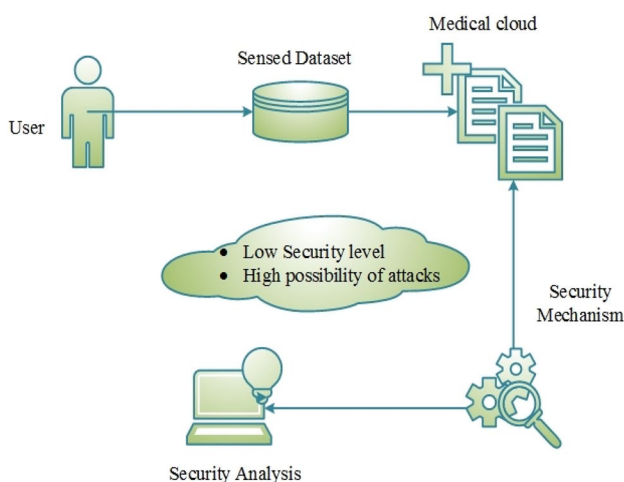 Medical cloud
Sensed Dataset
User
• Low Security level
• High possibility of attacks
Security
Mechanism
Security Analysis